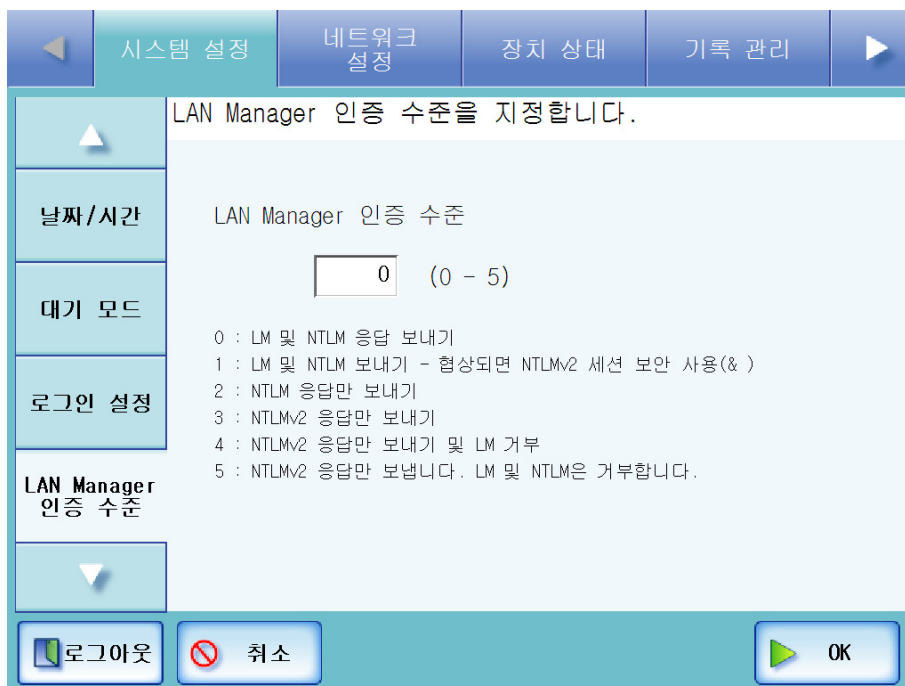 시스템 설정
네트워크
설정
장치 상태
기록 관리
LAN Manager 인증 수준을 지정합니다.
날짜/시간
대기 모드
로그인 설정
LAN Manager
인증 수준
LAN Manager 인증 수준
0 (0 - 5)
0 : LM 및 NTLM 응답 보내기
1 : LM 및 NTLM 보내기 - 협상되면 NTLMv2 세션 보안 사용(& )
2 : NTLM 응답만 보내기
3 : NTLMv2 응답만 보내기
4 : NTLMv2 응답만 보내기 및 LM 거부
5 : NTLMv2 응답만 보냅니다. LM 및 NTLM은 거부합니다.
로그아웃
취소
OK